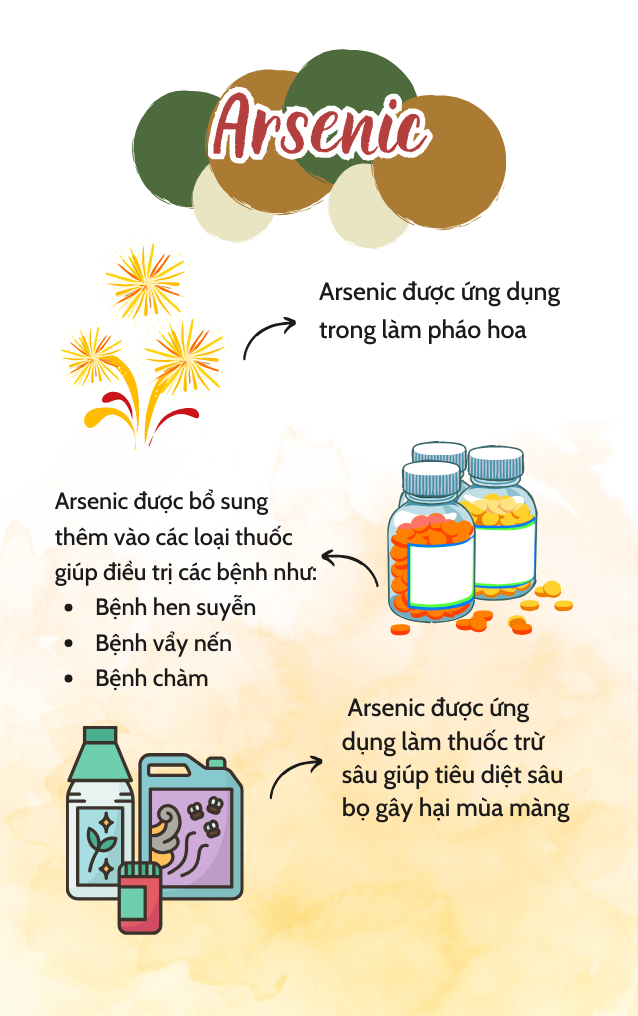 Arsenic
Arsenic được ứng dụng
trong làm pháo hoa
Arsenic được bổ sung
thêm vào các loại thuốc
giúp điều trị các bệnh như:
• Bệnh hen suyễn
• Bệnh vẩy nến
• Bệnh chàm
Arsenic được ứng
dụng làm thuốc trừ
sâu giúp tiêu diệt sâu
bọ gây hại mùa màng